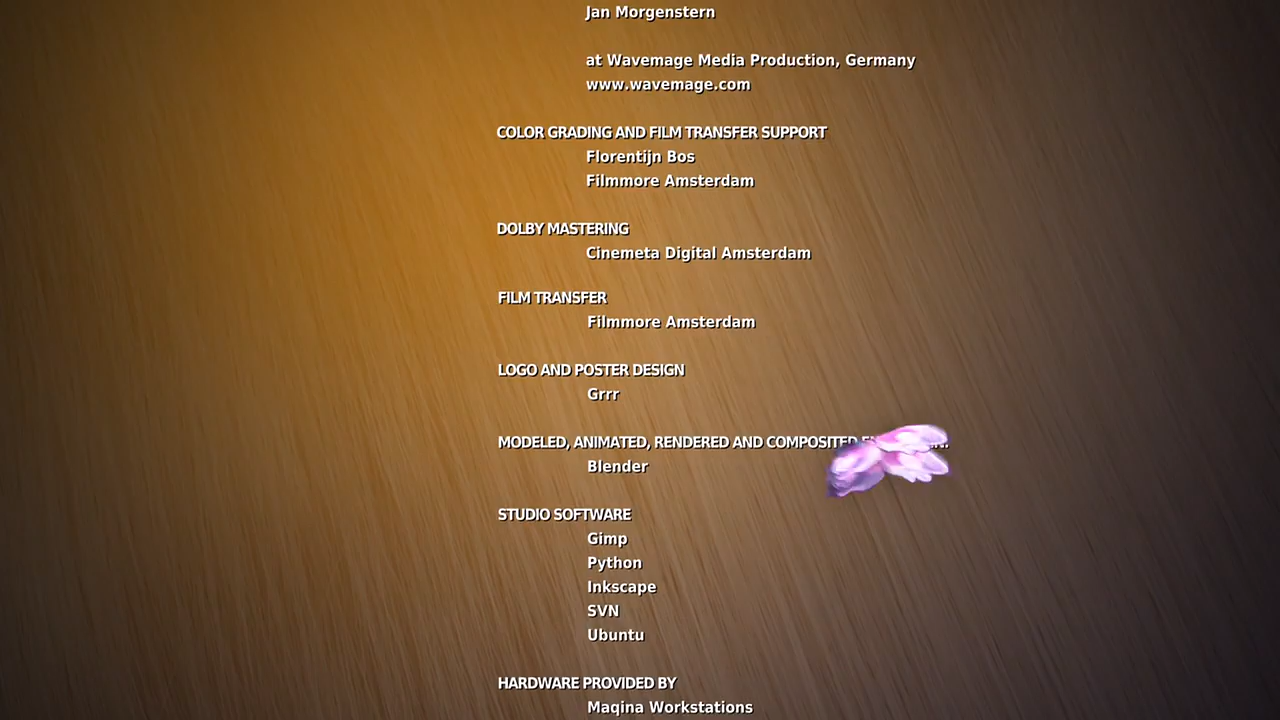 Jan Morgenstern
at Wavemage Media Production, Germany
www.wavemage.com
COLOR GRADING AND FILM TRANSFER SUPPORT
Florentijn Bos
Filmmore Amsterdam
DOLBY MASTERING
Cinemeta Digital Amsterdam
FILM TRANSFER
Filmmore Amsterdam
LOGO AND POSTER DESIGN
Grrr
MODELED, ANIMATED, RENDERED AND COMPOSITED
Blender
STUDIO SOFTWARE
Gimp
Python
Inkscape
SVN
Ubuntu
HARDWARE PROVIDED BY
Maqina Workstations